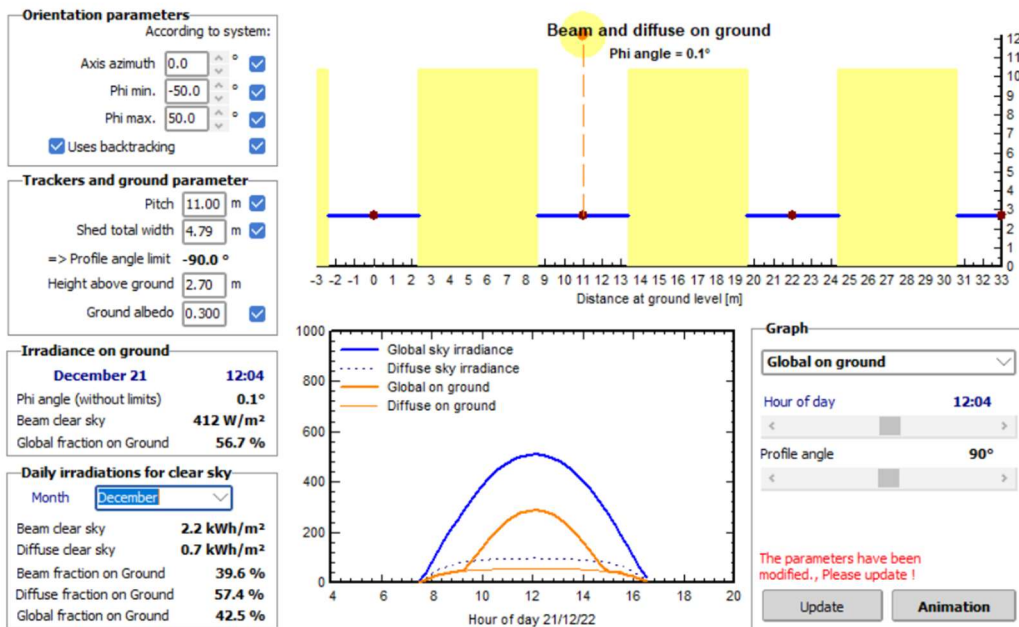 Orientation parameters
According to system:
Axis azimuth 0.0 °
Phi min. -50.0 °
Phi max. 50.0 °
Uses backtracking
Trackers and ground parameter
Pitch 11.00 m
Shed total width 4.79 m
=> Profile angle limit -90.0 °
Height above ground 2.70 m
Ground albedo 0.300
Irradiance on ground
December 21 12:04
Phi angle (without limits) 0.1°
Beam clear sky 412 W/m²
Global fraction on Ground 56.7 %
Daily irradiations for clear sky
Month December
Beam clear sky 2.2 kWh/m²
Diffuse clear sky 0.7 kWh/m²
Beam fraction on Ground 39.6 %
Diffuse fraction on Ground 57.4 %
Global fraction on Ground 42.5 %
Beam and diffuse on ground
Phi angle = 0.1°
12
11
10
9
8
7
6
5
4
3
2
1
0
-3 -2 -1 0 1 2 3 4 5 6 7 8 9 10 11 12 13 14 15 16 17 18 19 20 21 22 23 24 25 26 27 28 29 30 31 32 33
Distance at ground level [m]
1000
800
600
400
200
0
Global sky irradiance
Diffuse sky irradiance
Global on ground
Diffuse on ground
4 6 8 10 12 14 16 18 20
Hour of day 21/12/22
Graph
Global on ground
Hour of day 12:04
Profile angle 90°
The parameters have been
modified., Please update !
Update Animation